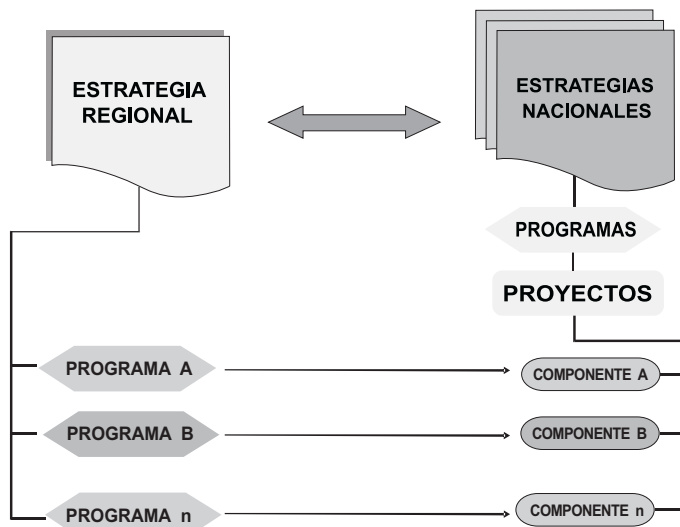 ESTRATEGIA
REGIONAL
ESTRATEGIAS
NACIONALES
PROGRAMAS
PROYECTOS
PROGRAMA A
COMPONENTE A
PROGRAMA B
COMPONENTE B
PROGRAMA n
COMPONENTE n